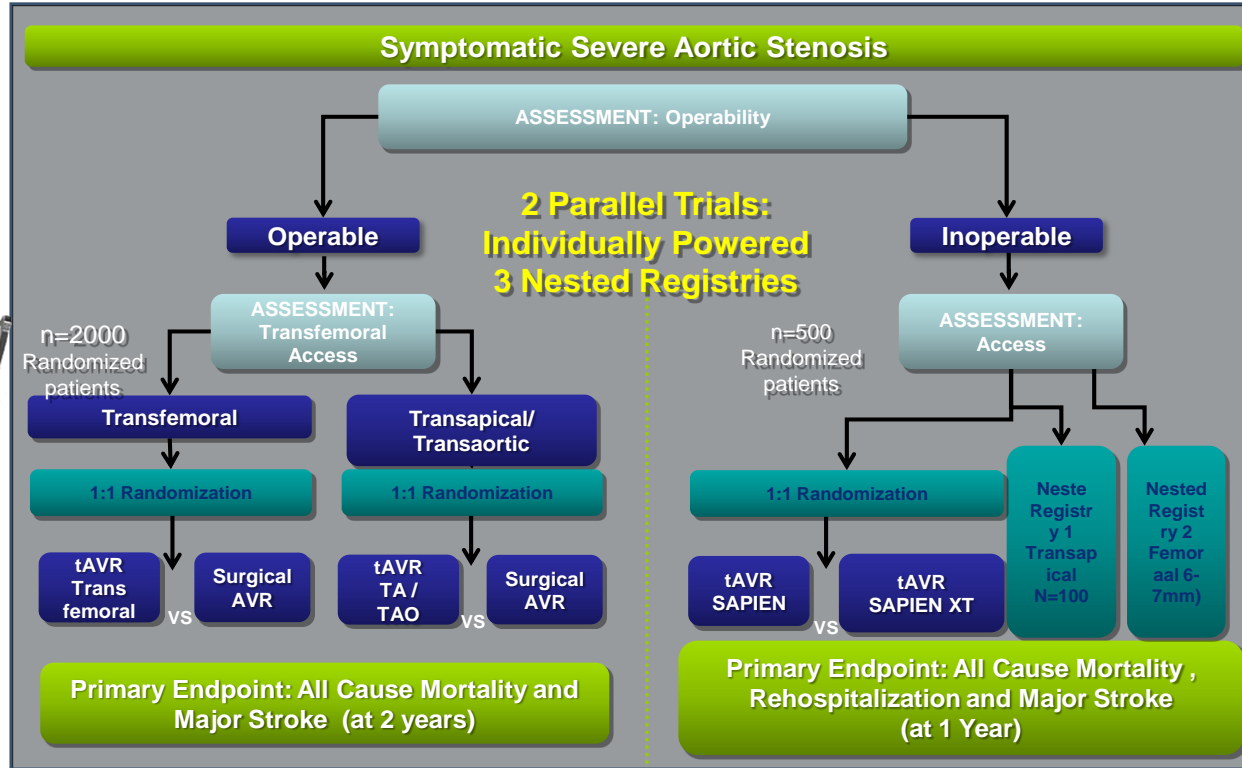 Symptomatic Severe Aortic Stenosis
ASSESSMENT: Operability
2 Parallel Trials:
Individually Powered
3 Nested Registries
Operable
Inoperable
ASSESSMENT:
Transfemoral
Access
n=2000
Randomized
patients
Transfemoral
Transapical/
Transaortic
1:1 Randomization
1:1 Randomization
tAVR
Trans
femoral
VS
Surgical
AVR
tAVR
TA /
TAO
VS
Surgical
AVR
Primary Endpoint: All Cause Mortality and
Major Stroke (at 2 years)
ASSESSMENT:
Access
n=500
Randomized
patients
1:1 Randomization
tAVR
SAPIEN
VS
tAVR
SAPIEN XT
Neste
Registr
y 1
Transap
ical
N=100
Nested
Regist
ry 2
Femor
aal 6-
7mm)
Primary Endpoint: All Cause Mortality ,
Rehospitalization and Major Stroke
(at 1 Year)